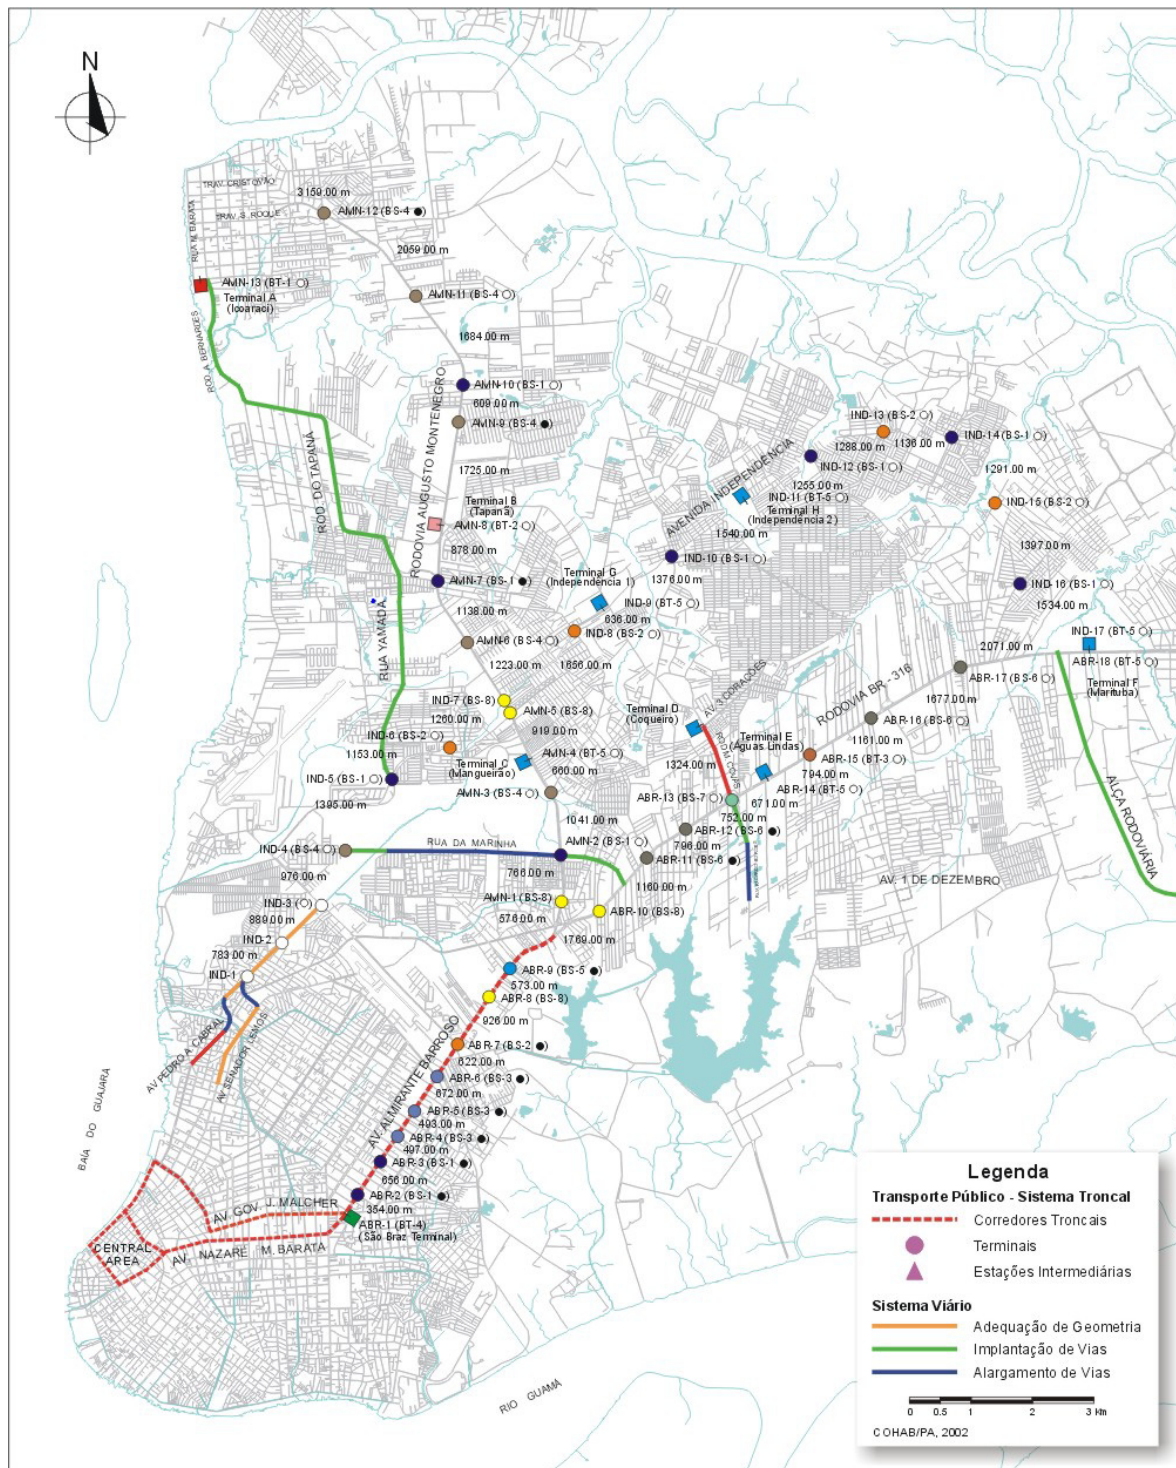 N
TRAV. CRISTOVÃO
3159.00 m
TRAV. S. ROQUE
AMN-12 (BS-4 ●)
RUA M. BARATA
2059.00 m
AMN-13 (BT-1 ○)
Terminal A
(Icoaraci)
AMN-11 (BS-4 ○)
ROD. A. BERNARDES
1684.00 m
AMN-10 (BS-1 ○)
609.00 m
AMN-9 (BS-4 ●)
IND-13 (BS-2 ○)
1288.00 m
1136.00 m
IND-14 (BS-1 ○)
ROD. DO TAPANÃ
RODOVIA AUGUSTO MONTENEGRO
1725.00 m
AVENIDA INDEPENDÊNCIA
IND-12 (BS-1 ○)
1255.00 m
1291.00 m
IND-11 (BT-5 ○)
Terminal H
(Independência 2)
IND-15 (BS-2 ○)
Terminal B
(Tapanã)
AMN-8 (BT-2 ○)
1540.00 m
878.00 m
IND-10 (BS-1 ○)
1397.00 m
AMN-7 (BS-1 ●)
Terminal G
(Independência 1)
1376.00 m
IND-16 (BS-1 ○)
1534.00 m
IND-9 (BT-5 ○)
636.00 m
1138.00 m
RUA YAMADA
AMN-6 (BS-4 ○)
IND-8 (BS-2 ○)
1656.00 m
IND-17 (BT-5 ○)
2071.00 m
ABR-18 (BT-5 ○)
Terminal F
(Marituba)
1223.00 m
AV. 3 CORAÇÕES
RODOVIA BR - 316
ABR-17 (BS-6 ○)
1677.00 m
IND-7 (BS-8)
AMN-5 (BS-8)
1260.00 m
919.00 m
Terminal D
(Coqueiro)
ABR-16 (BS-6 ○)
1161.00 m
IND-6 (BS-2 ○)
1153.00 m
Terminal C
(Mangueirão)
AMN-4 (BT-5 ○)
660.00 m
ROD M. COVAS
Terminal E
(Águas Lindas)
1324.00 m
ABR-15 (BT-3 ○)
794.00 m
IND-5 (BS-1 ○)
1395.00 m
AMN-3 (BS-4 ○)
ABR-14 (BT-5 ○)
671.00 m
ABR-13 (BS-7 ○)
752.00 m
1041.00 m
ABR-12 (BS-6 ●)
796.00 m
ALÇA RODOVIÁRIA
RUA DA MARINHA
AMN-2 (BS-1 ○)
IND-4 (BS-4 ○)
976.00 m
766.00 m
ABR-11 (BS-6 ●)
1160.00 m
AV. 1 DE DEZEMBRO
IND-3 (○)
889.00 m
AMN-1 (BS-8)
576.00 m
ABR-10 (BS-8)
IND-2
783.00 m
1769.00 m
IND-1
ABR-9 (BS-5 ●)
573.00 m
ABR-8 (BS-8)
926.00 m
AV PEDRO A. CABRAL
AV SENADOR LEMOS
AV. ALMIRANTE BARROSO
ABR-7 (BS-2 ●)
622.00 m
ABR-6 (BS-3 ●)
672.00 m
BAÍA DO GUAJARÁ
ABR-5 (BS-3 ●)
493.00 m
ABR-4 (BS-3 ●)
497.00 m
ABR-3 (BS-1 ●)
656.00 m
ABR-2 (BS-1 ●)
354.00 m
AV. GOV. J. MALCHER
ABR-1 (BT-4)
(São Braz Terminal)
CENTRAL
AREA
AV. NAZARÉ M. BARATA
RIO GUAMÁ
Legenda
Transporte Público - Sistema Troncal
Corredores Troncais
Terminais
Estações Intermediárias
Sistema Viário
Adequação de Geometria
Implantação de Vias
Alargamento de Vias
0 0.5 1 2 3 Km
COHAB/PA, 2002